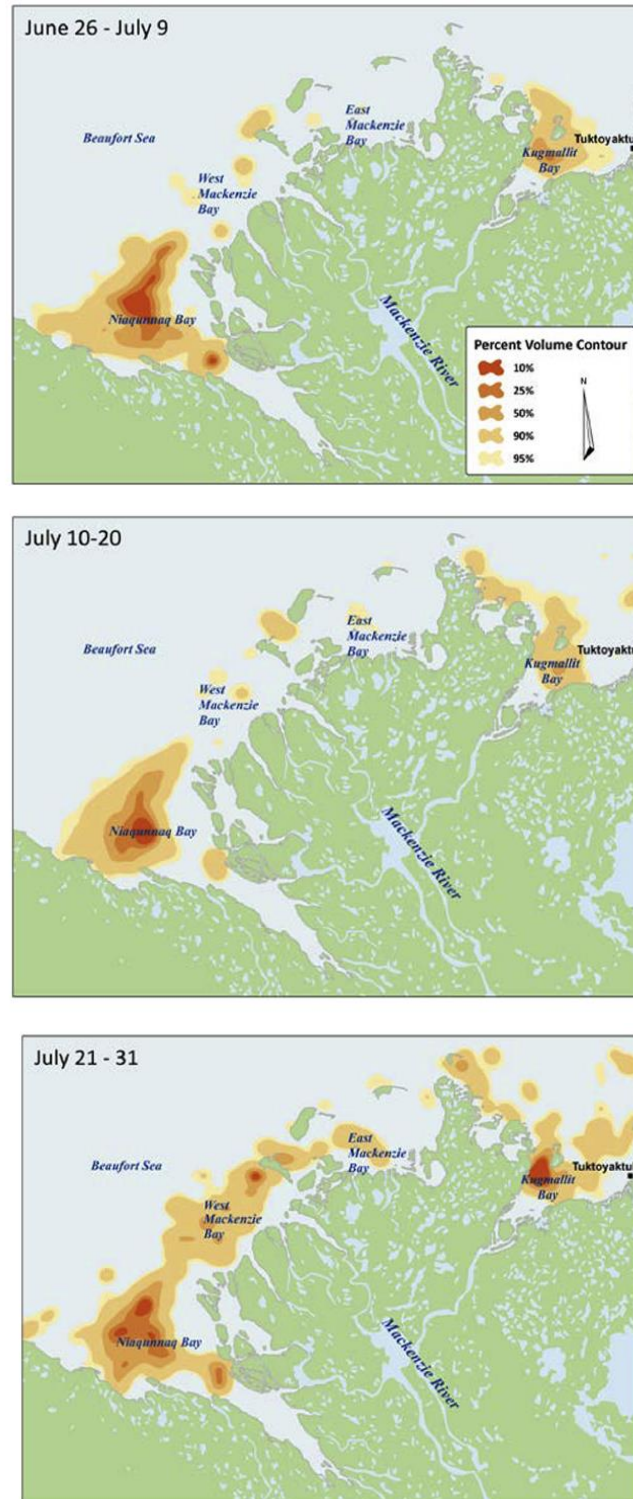 June 26 - July 9
East
Mackenzie
Bay
Beaufort Sea
Tuktoyaktu
Kugmallit
Bay
West
Mackenzie
Bay
Niaqunnaq Bay
Mackenzie River
Percent Volume Contour
10%
N
25%
50%
90%
95%
July 10-20
East
Mackenzie
Bay
Beaufort Sea
Tuktoyaktu
Kugmallit
Bay
West
Mackenzie
Bay
Niaqunnaq Bay
Mackenzie River
July 21 - 31
East
Mackenzie
Bay
Beaufort Sea
Tuktoyaktuk
Kugmallit
Bay
West
Mackenzie
Bay
Niaqunnaq Bay
Mackenzie River